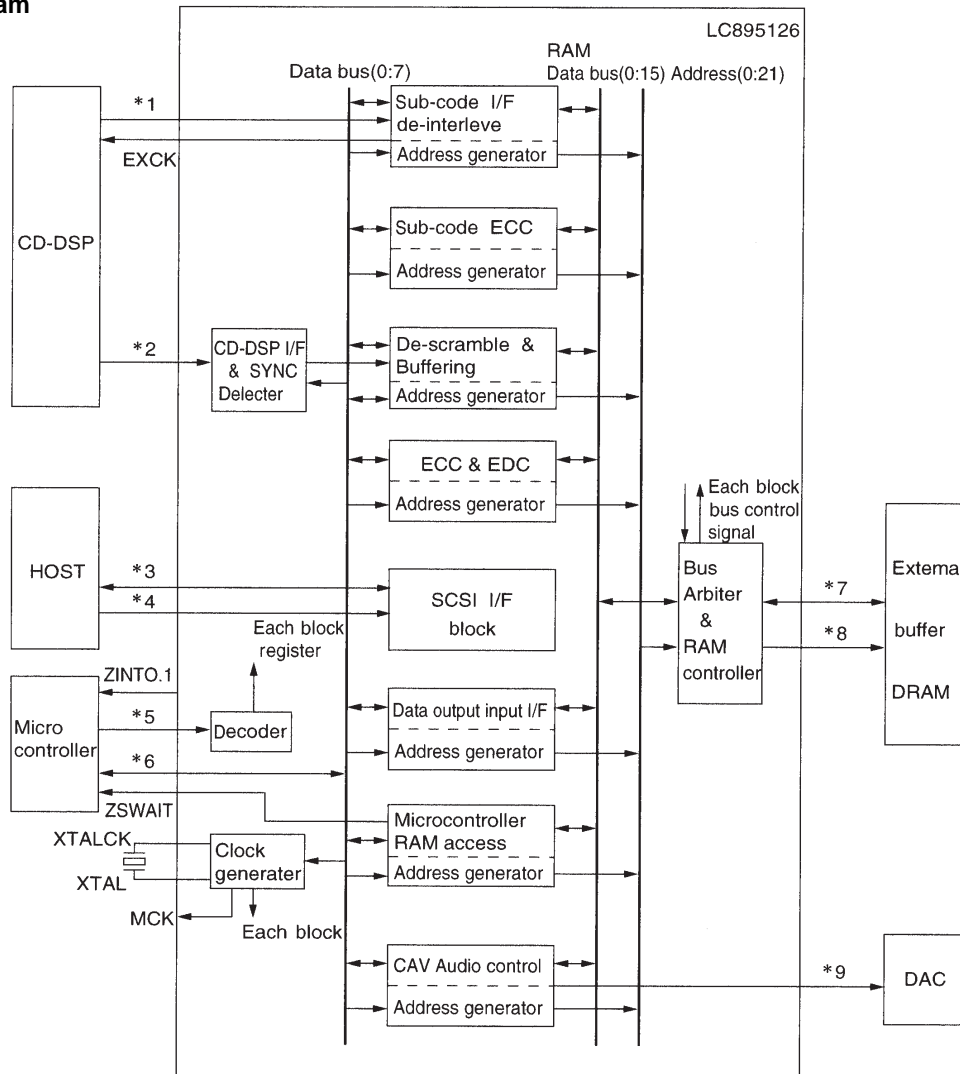 am
LC895126
RAM
Data bus(0:7)
Data bus(0:15) Address(0:21)
*1
Sub-code I/F
de-interleve
EXCK
Address generator
CD-DSP
Sub-code ECC
Address generator
*2
CD-DSP I/F
& SYNC
Delecter
De-scramble &
Buffering
Address generator
ECC & EDC
Address generator
Each block
bus control
signal
HOST
*3
*4
SCSI I/F
block
Bus
Arbiter
&
RAM
controller
*7
*8
Externa
buffer
DRAM
Each block
register
ZINTO.1
Micro
controller
*5
Decoder
Data output input I/F
Address generator
*6
ZSWAIT
Microcontroller
RAM access
Address generator
XTALCK
XTAL
Clock
generater
MCK
Each block
CAV Audio control
Address generator
*9
DAC